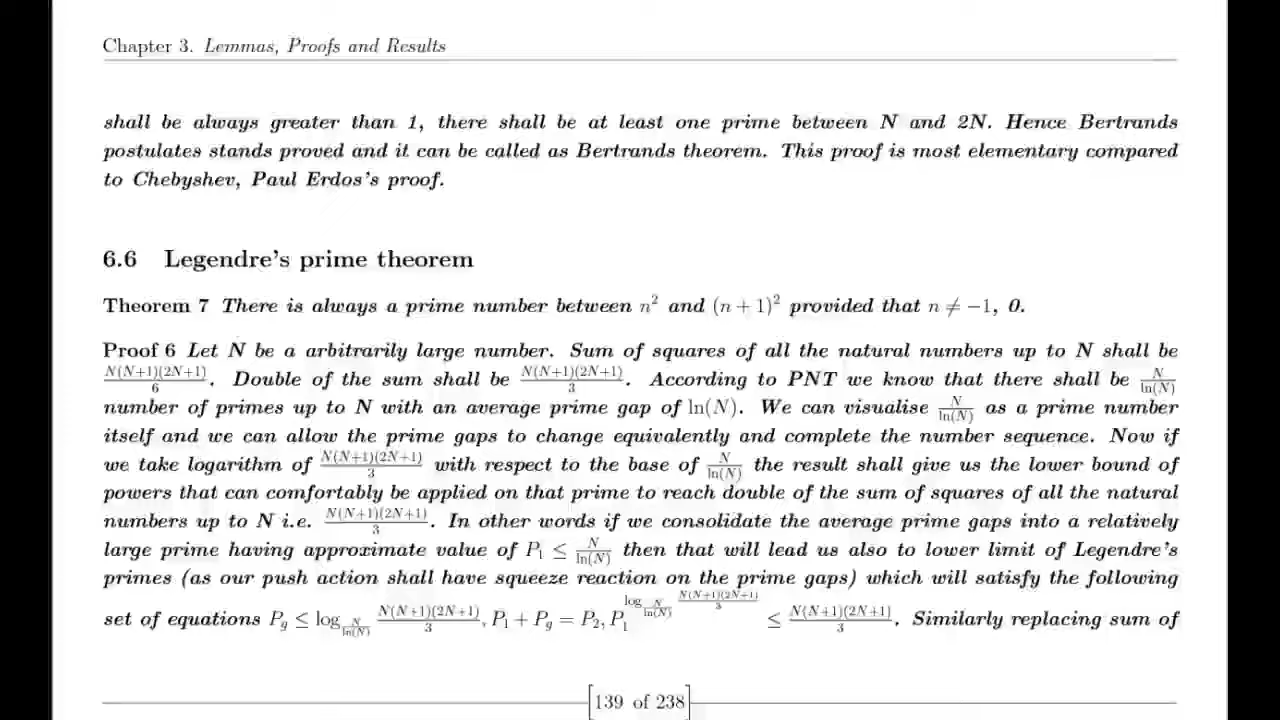 Chapter 3. Lemmas, Proofs and Results
shall be always greater than 1, there shall be at least one prime between N and 2N. Hence Bertrands
postulates stands proved and it can be called as Bertrands theorem. This proof is most elementary compared
to Chebyshev, Paul Erdos's proof.
6.6 Legendre's prime theorem
Theorem 7 There is always a prime number between n² and (n + 1)² provided that n ≠ −1, 0.
Proof 6 Let N be a arbitrarily large number. Sum of squares of all the natural numbers up to N shall be
N(N+1)(2N+1)/6. Double of the sum shall be N(N+1)(2N+1)/3. According to PNT we know that there shall be N/ln(N)
number of primes up to N with an average prime gap of ln(N). We can visualise N/ln(N) as a prime number
itself and we can allow the prime gaps to change equivalently and complete the number sequence. Now if
we take logarithm of N(N+1)(2N+1)/3 with respect to the base of N/ln(N) the result shall give us the lower bound of
powers that can comfortably be applied on that prime to reach double of the sum of squares of all the natural
numbers up to N i.e. N(N+1)(2N+1)/3. In other words if we consolidate the average prime gaps into a relatively
large prime having approximate value of P₁ ≤ N/ln(N) then that will lead us also to lower limit of Legendre's
primes (as our push action shall have squeeze reaction on the prime gaps) which will satisfy the following
set of equations P_g ≤ log_{N/ln(N)} N(N+1)(2N+1)/3, P₁ + P_g = P₂, P₁^{log_{N/ln(N)} N(N+1)(2N+1)/3} ≤ N(N+1)(2N+1)/3. Similarly replacing sum of
[139 of 238]